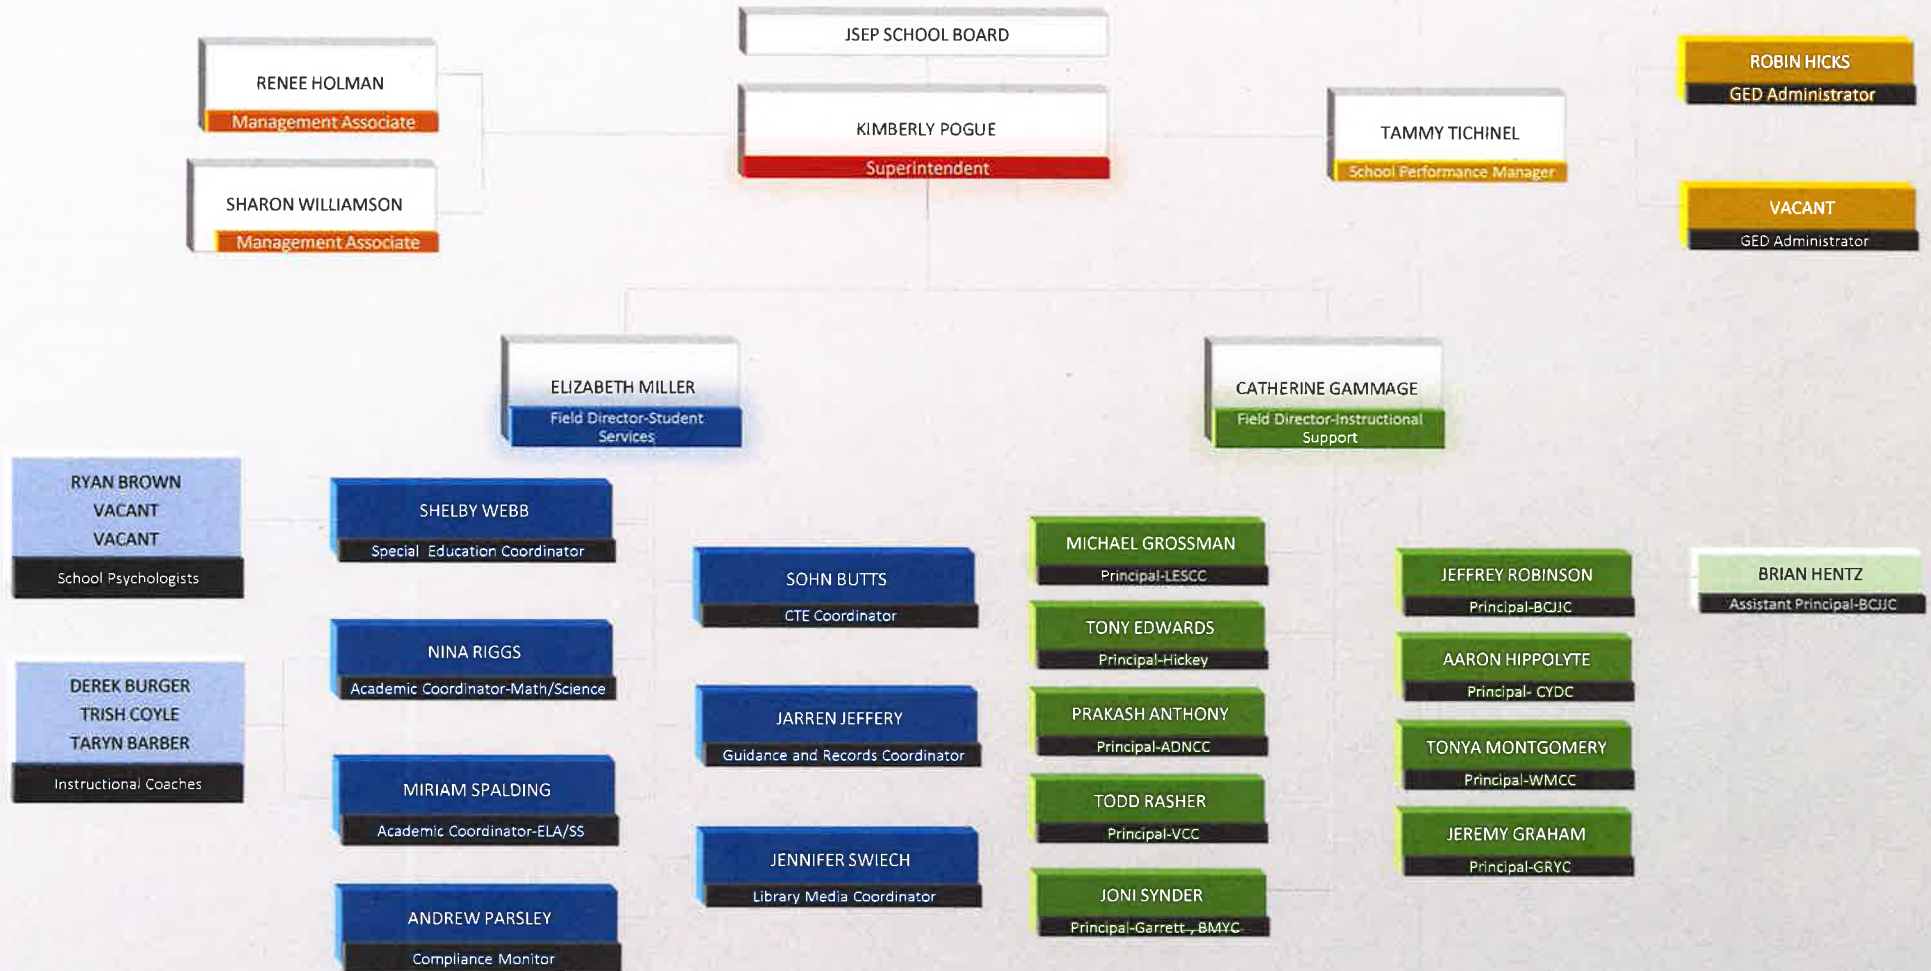 JSEP SCHOOL BOARD
RENEE HOLMAN
Management Associate
KIMBERLY POGUE
Superintendent
TAMMY TICHINEL
School Performance Manager
ROBIN HICKS
GED Administrator
SHARON WILLIAMSON
Management Associate
VACANT
GED Administrator
ELIZABETH MILLER
Field Director-Student
Services
CATHERINE GAMMAGE
Field Director-Instructional
Support
RYAN BROWN
VACANT
VACANT
School Psychologists
DEREK BURGER
TRISH COYLE
TARYN BARBER
Instructional Coaches
SHELBY WEBB
Special Education Coordinator
NINA RIGGS
Academic Coordinator-Math/Science
MIRIAM SPALDING
Academic Coordinator-ELA/SS
ANDREW PARSLEY
Compliance Monitor
SOHN BUTTS
CTE Coordinator
JARREN JEFFERY
Guidance and Records Coordinator
JENNIFER SWIECH
Library Media Coordinator
MICHAEL GROSSMAN
Principal-LESCC
TONY EDWARDS
Principal-Hickey
PRAKASH ANTHONY
Principal-ADNCC
TODD RASHER
Principal-VCC
JONI SYNDER
Principal-Garrett , BMYC
JEFFREY ROBINSON
Principal-BCJJC
AARON HIPPOLYTE
Principal- CYDC
TONYA MONTGOMERY
Principal-WMCC
JEREMY GRAHAM
Principal-GRYC
BRIAN HENTZ
Assistant Principal-BCJJC